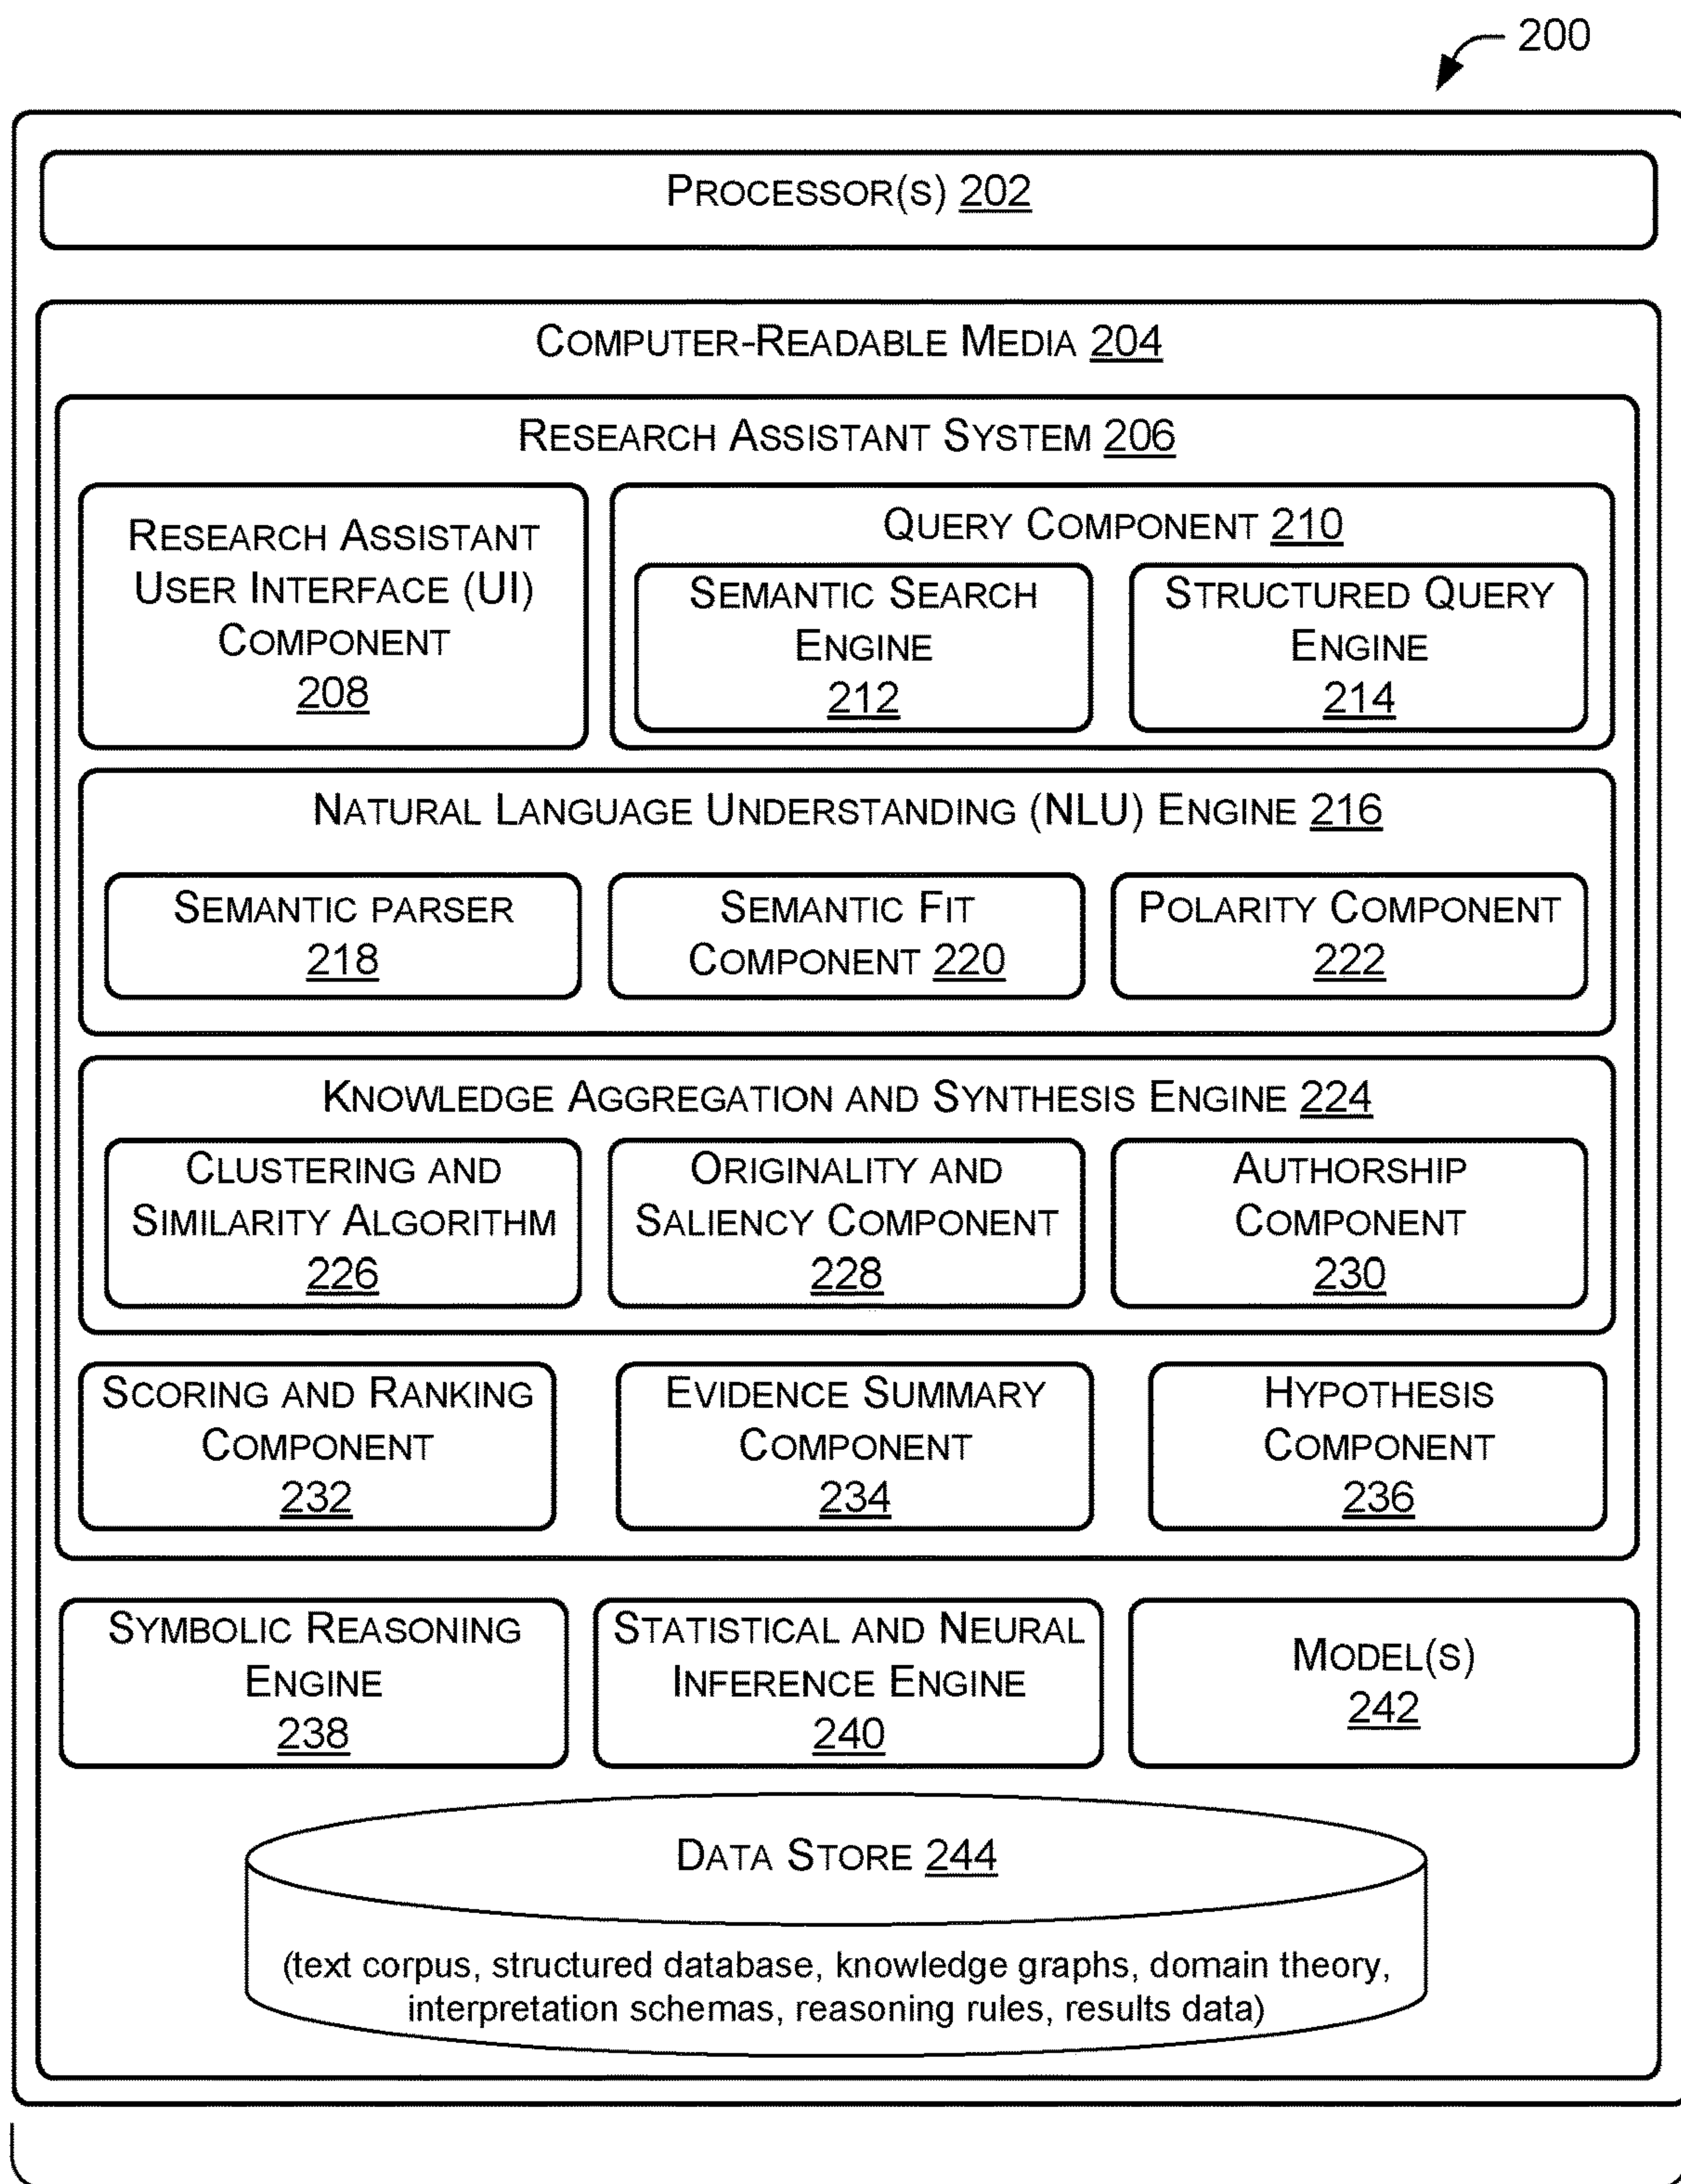 200
PROCESSOR(S) 202
COMPUTER-READABLE MEDIA 204
RESEARCH ASSISTANT SYSTEM 206
RESEARCH ASSISTANT
USER INTERFACE (UI)
COMPONENT
208
QUERY COMPONENT 210
SEMANTIC SEARCH
ENGINE
212
STRUCTURED QUERY
ENGINE
214
NATURAL LANGUAGE UNDERSTANDING (NLU) ENGINE 216
SEMANTIC PARSER
218
SEMANTIC FIT
COMPONENT 220
POLARITY COMPONENT
222
KNOWLEDGE AGGREGATION AND SYNTHESIS ENGINE 224
CLUSTERING AND
SIMILARITY ALGORITHM
226
ORIGINALITY AND
SALIENCY COMPONENT
228
AUTHORSHIP
COMPONENT
230
SCORING AND RANKING
COMPONENT
232
EVIDENCE SUMMARY
COMPONENT
234
HYPOTHESIS
COMPONENT
236
SYMBOLIC REASONING
ENGINE
238
STATISTICAL AND NEURAL
INFERENCE ENGINE
240
MODEL(S)
242
DATA STORE 244
(text corpus, structured database, knowledge graphs, domain theory,
interpretation schemas, reasoning rules, results data)